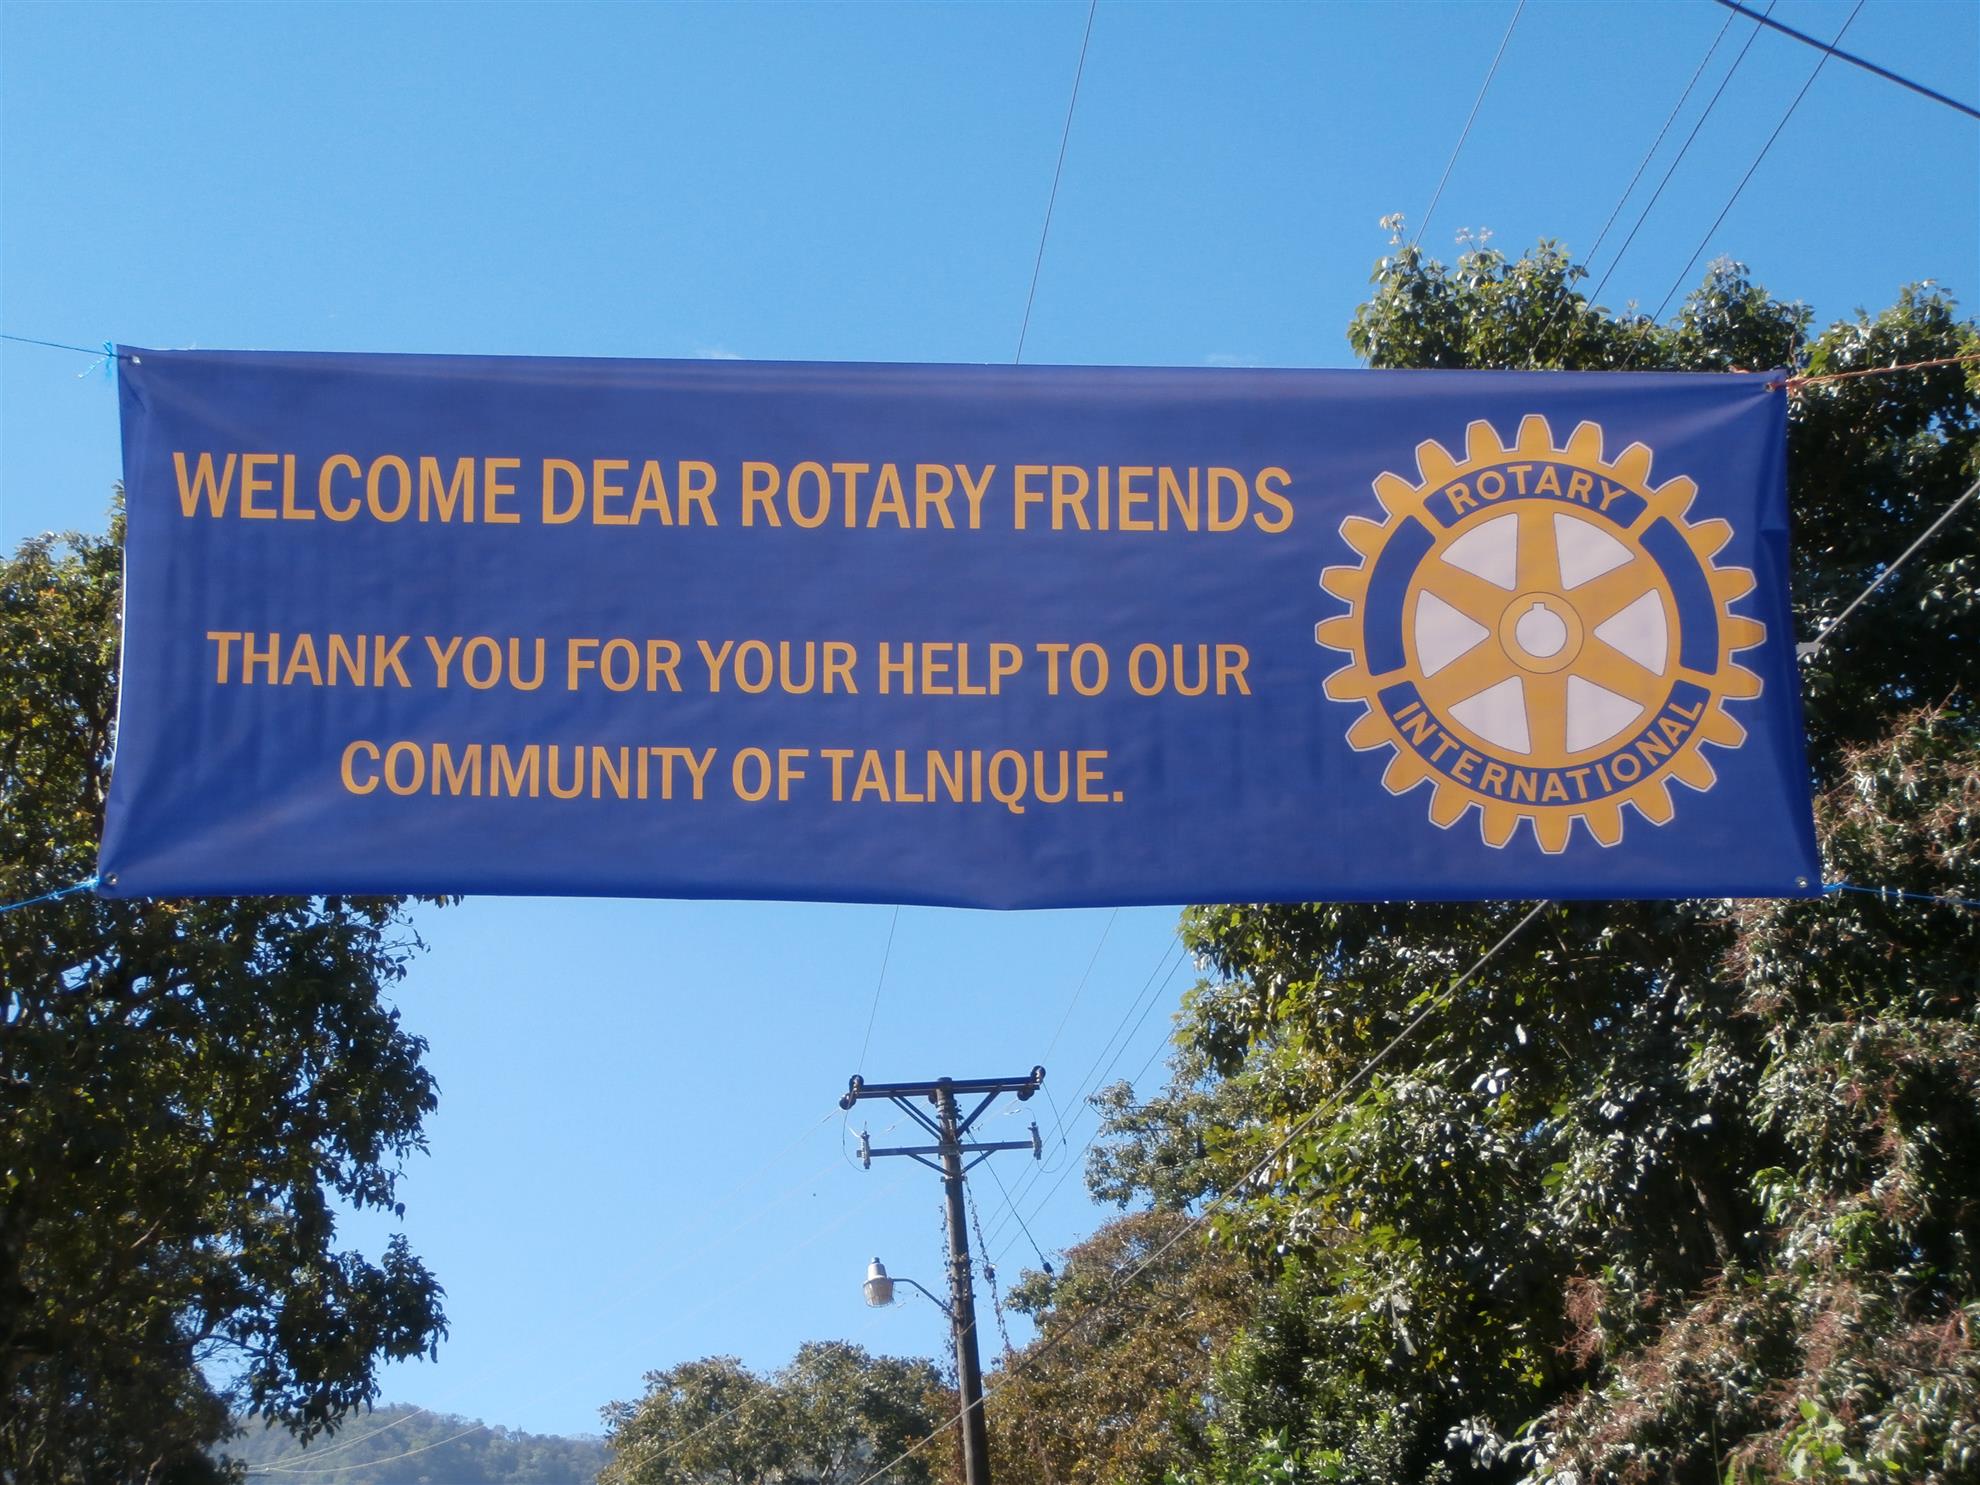 WELCOME DEAR ROTARY FRIENDS
THANK YOU FOR YOUR HELP TO OUR
COMMUNITY OF TALNIQUE.
ROTARY
INTERNATIONAL